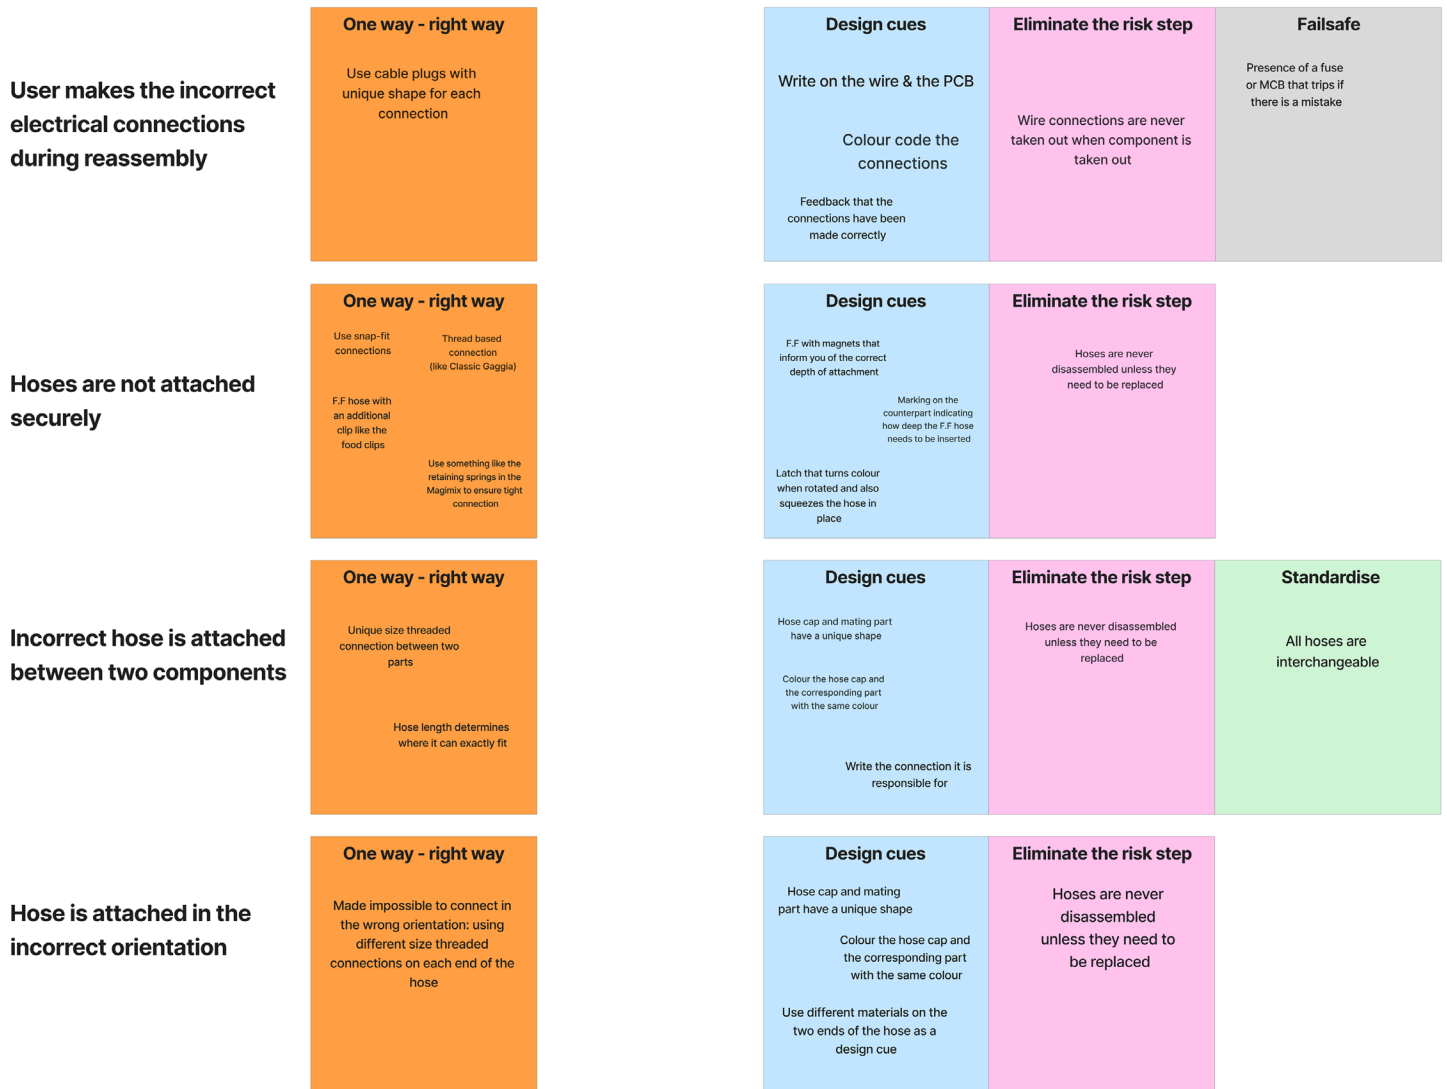 User makes the incorrect
electrical connections
during reassembly
One way - right way
Use cable plugs with
unique shape for each
connection
Design cues
Write on the wire & the PCB
Colour code the
connections
Feedback that the
connections have been
made correctly
Eliminate the risk step
Wire connections are never
taken out when component is
taken out
Failsafe
Presence of a fuse
or MCB that trips if
there is a mistake
Hoses are not attached
securely
One way - right way
Use snap-fit
connections
Thread based
connection
(like Classic Gaggia)
F.F hose with
an additional
clip like the
food clips
Use something like the
retaining springs in the
Magimix to ensure tight
connection
Design cues
F.F with magnets that
inform you of the correct
depth of attachment
Marking on the
counterpart indicating
how deep the F.F hose
needs to be inserted
Latch that turns colour
when rotated and also
squeezes the hose in
place
Eliminate the risk step
Hoses are never
disassembled unless they
need to be replaced
Incorrect hose is attached
between two components
One way - right way
Unique size threaded
connection between two
parts
Hose length determines
where it can exactly fit
Design cues
Hose cap and mating part
have a unique shape
Colour the hose cap and
the corresponding part
with the same colour
Write the connection it is
responsible for
Eliminate the risk step
Hoses are never disassembled
unless they need to be
replaced
Standardise
All hoses are
interchangeable
Hose is attached in the
incorrect orientation
One way - right way
Made impossible to connect in
the wrong orientation: using
different size threaded
connections on each end of the
hose
Design cues
Hose cap and mating
part have a unique shape
Colour the hose cap and
the corresponding part
with the same colour
Use different materials on the
two ends of the hose as a
design cue
Eliminate the risk step
Hoses are never
disassembled
unless they need to
be replaced